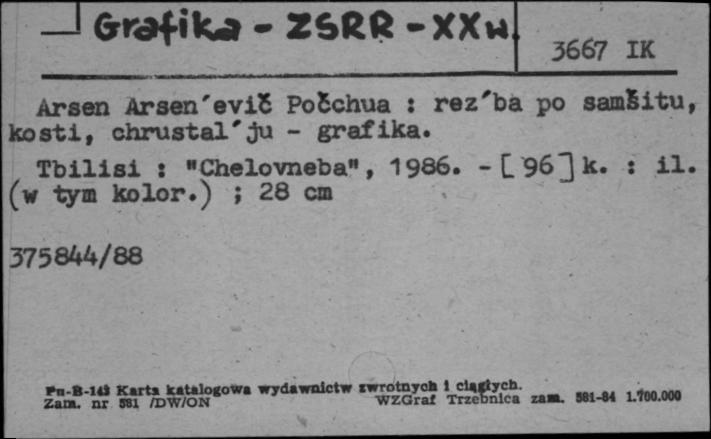 Grafika - ZSRR - XX w.
3667 IK
Arsen Arsen´evič Počchua : rez´ba po samšitu,
kosti, chrustal´ju - grafika.
Tbilisi : "Chelovneba", 1986. - [96] k. : il.
(w tym kolor.) ; 28 cm
375844/88
Pu-B-143 Karta katalogowa wydawnictw zwrotnych i ciągłych.
Zam. nr 581 /DW/ON WZGraf Trzebnica zam. 581-84 1.700.000